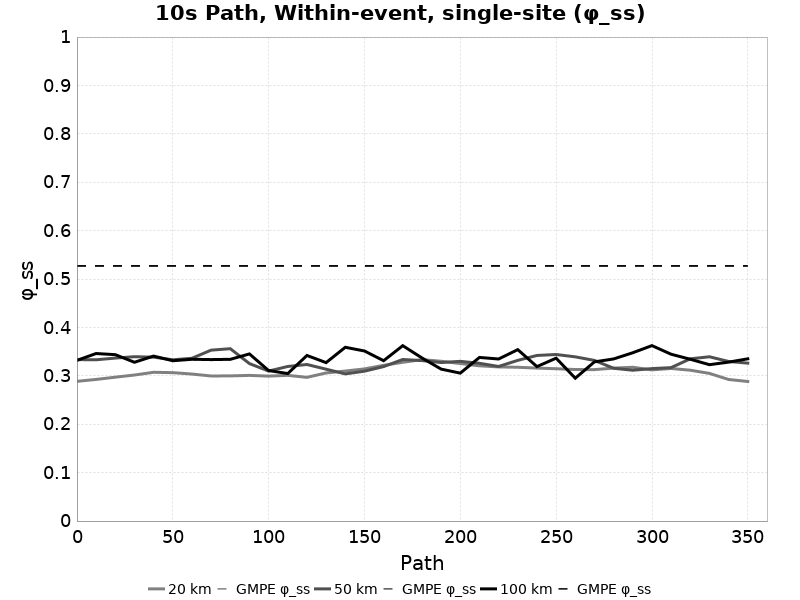 10s Path, Within-event, single-site (φ_ss)
1
0.9
0.8
0.7
0.6
0.5
0.4
0.3
0.2
0.1
0
φ_ss
0 50 100 150 200 250 300 350
Path
20 km GMPE φ_ss 50 km GMPE φ_ss 100 km GMPE φ_ss